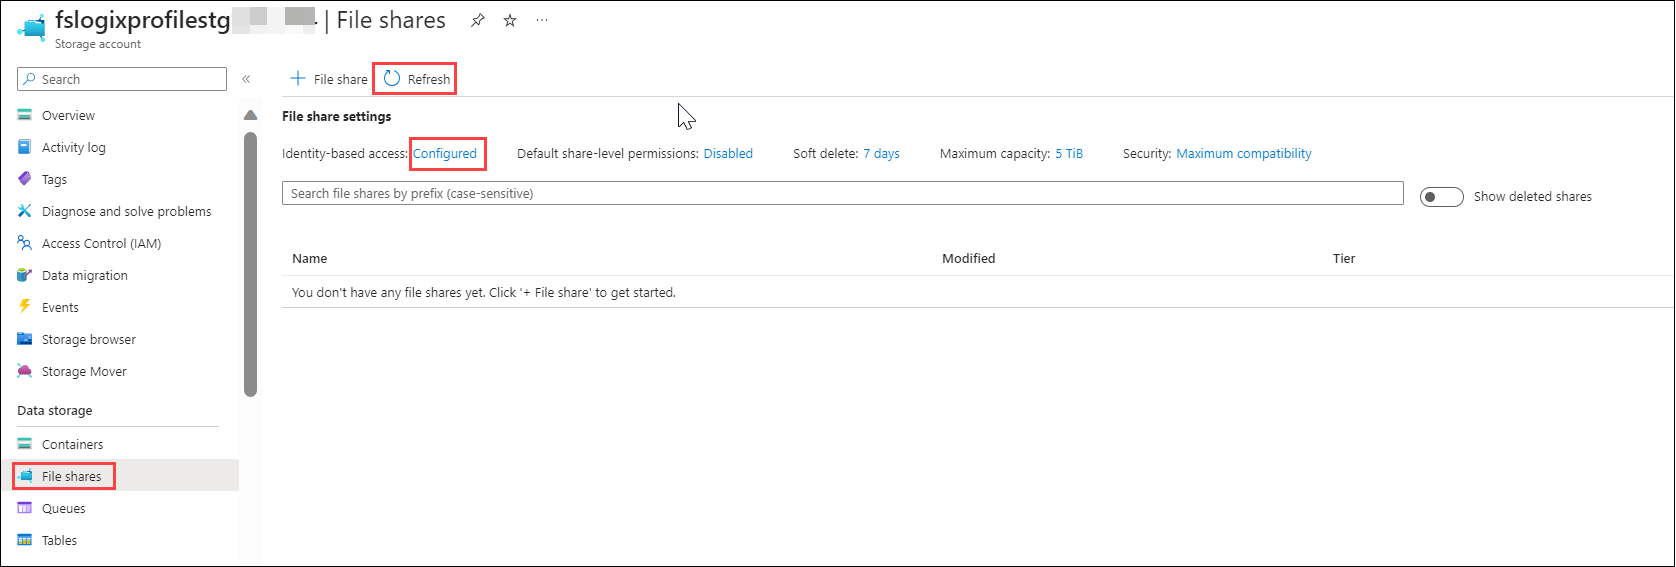 fslogixprofilestg | File shares
Storage account
Search
Overview
Activity log
Tags
Diagnose and solve problems
Access Control (IAM)
Data migration
Events
Storage browser
Storage Mover
Data storage
Containers
File shares
Queues
Tables
File share Refresh
File share settings
Identity-based access: Configured Default share-level permissions: Disabled Soft delete: 7 days Maximum capacity: 5 TiB Security: Maximum compatibility
Search file shares by prefix (case-sensitive) Show deleted shares
Name Modified Tier
You don't have any file shares yet. Click '+ File share' to get started.